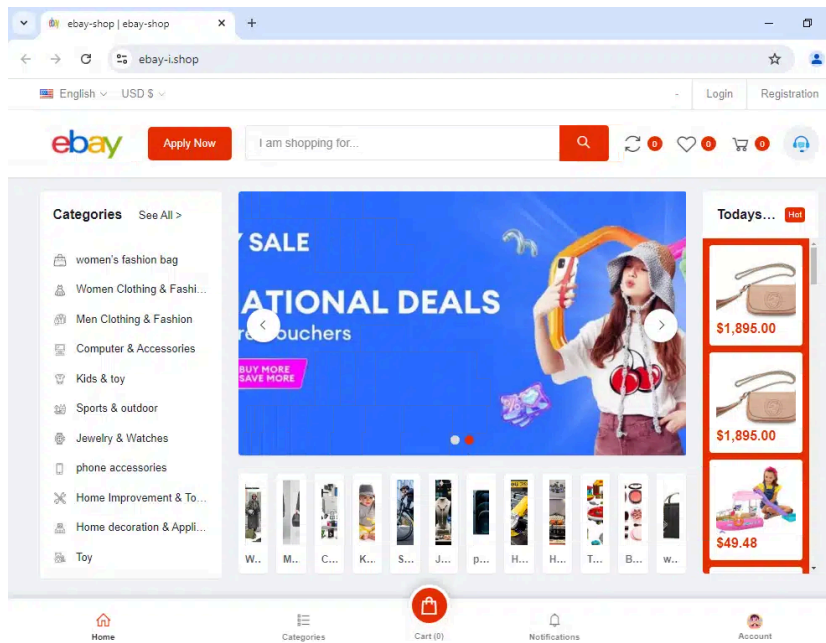 ebay-shop | ebay-shop
ebay-i.shop
English
USD $
-
Login
Registration
ebay
Apply Now
I am shopping for...
0
0
0
Categories
See All >
Todays...
Hot
women's fashion bag
Women Clothing & Fashi...
Men Clothing & Fashion
Computer & Accessories
Kids & toy
Sports & outdoor
Jewelry & Watches
phone accessories
Home Improvement & To...
Home decoration & Appli...
Toy
Y SALE
ATIONAL DEALS
re vouchers
BUY MORE
SAVE MORE
$1,895.00
$1,895.00
$49.48
W..
M..
C...
K...
S...
J...
p...
H...
H...
T...
B...
w..
Home
Categories
Cart (0)
Notifications
Account